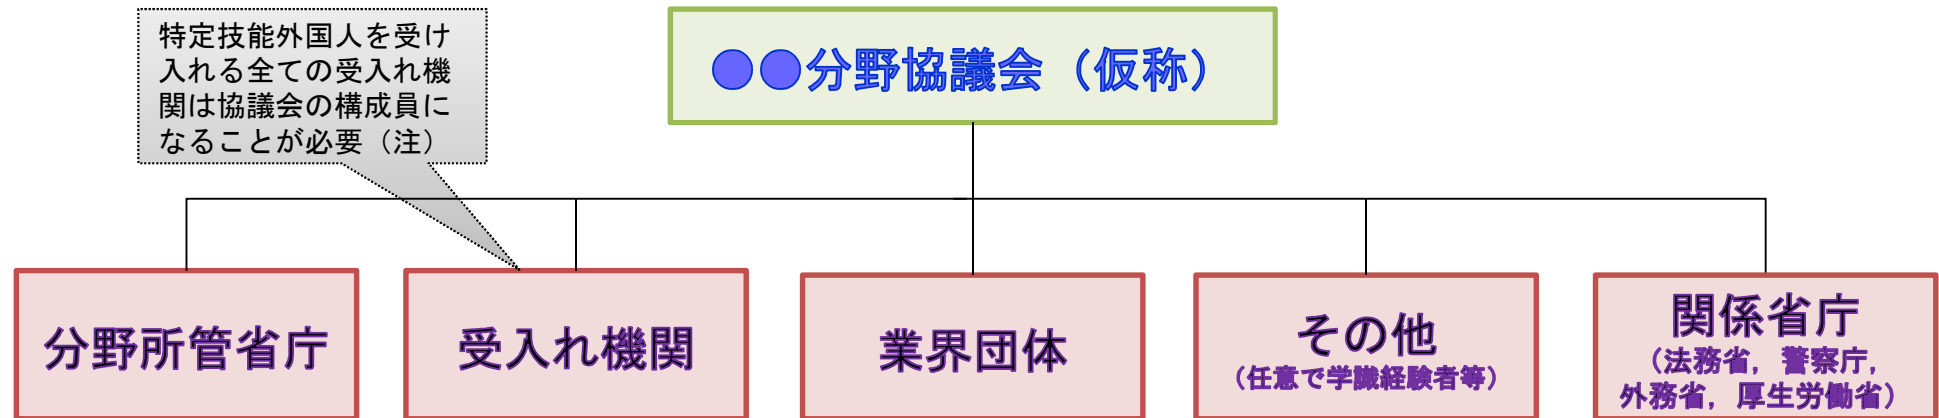 特定技能外国人を受け
入れる全ての受入れ機
関は協議会の構成員に
なることが必要（注）
●●分野協議会（仮称）
分野所管省庁
受入れ機関
業界団体
その他
（任意で学識経験者等）
関係省庁
（法務省，警察庁，
外務省，厚生労働省）